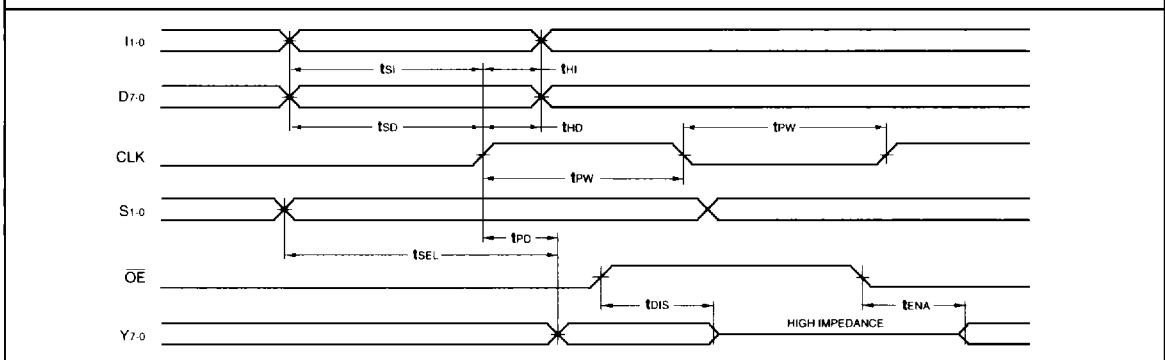 I1-0
tSI
tHI
D7-0
tSD
tHD
tPW
CLK
tPW
S1-0
tPD
tSEL
OE
tDIS
tENA
HIGH IMPEDANCE
Y7-0